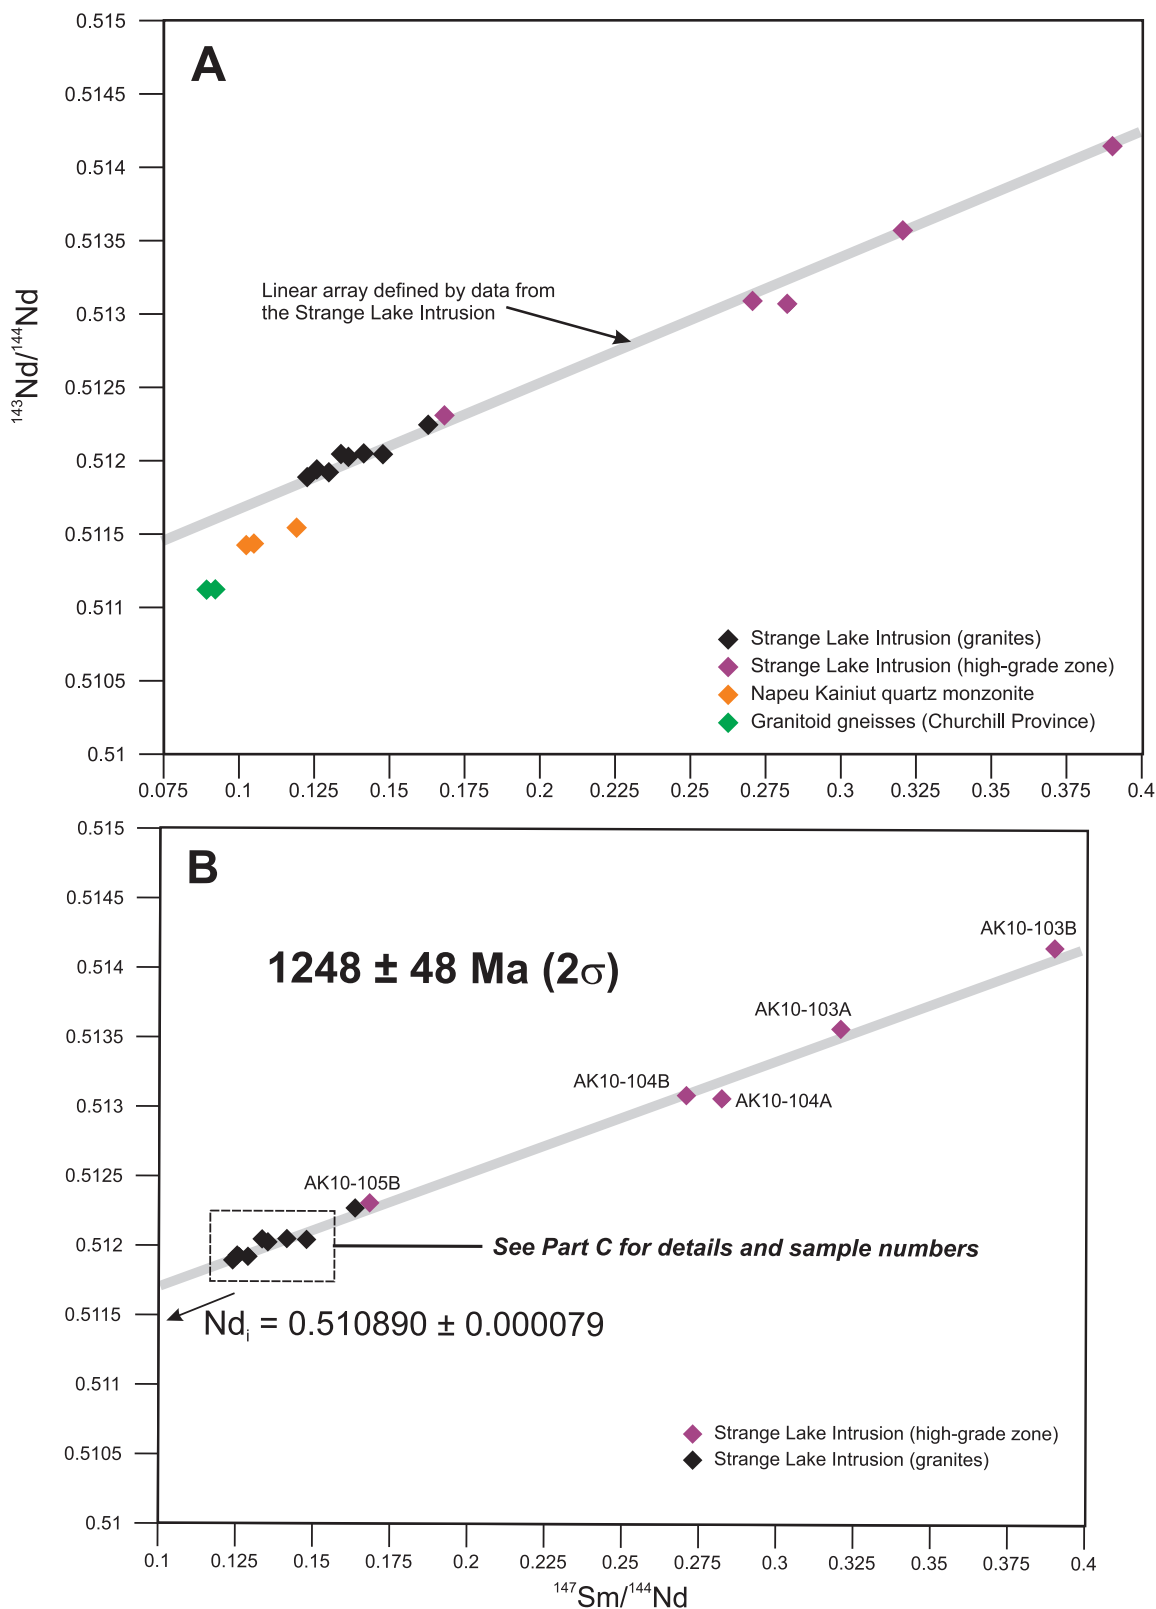 A
0.515
0.5145
0.514
0.5135
0.513
0.5125
0.512
0.5115
0.511
0.5105
0.51
¹⁴³Nd/¹⁴⁴Nd
Linear array defined by data from
the Strange Lake Intrusion
Strange Lake Intrusion (granites)
Strange Lake Intrusion (high-grade zone)
Napeu Kainiut quartz monzonite
Granitoid gneisses (Churchill Province)
0.075 0.1 0.125 0.15 0.175 0.2 0.225 0.25 0.275 0.3 0.325 0.35 0.375 0.4
B
0.515
0.5145
0.514
0.5135
0.513
0.5125
0.512
0.5115
0.511
0.5105
0.51
1248 ± 48 Ma (2σ)
AK10-103B
AK10-103A
AK10-104B
AK10-104A
AK10-105B
See Part C for details and sample numbers
Ndᵢ = 0.510890 ± 0.000079
Strange Lake Intrusion (high-grade zone)
Strange Lake Intrusion (granites)
0.1 0.125 0.15 0.175 0.2 0.225 0.25 0.275 0.3 0.325 0.35 0.375 0.4
¹⁴⁷Sm/¹⁴⁴Nd